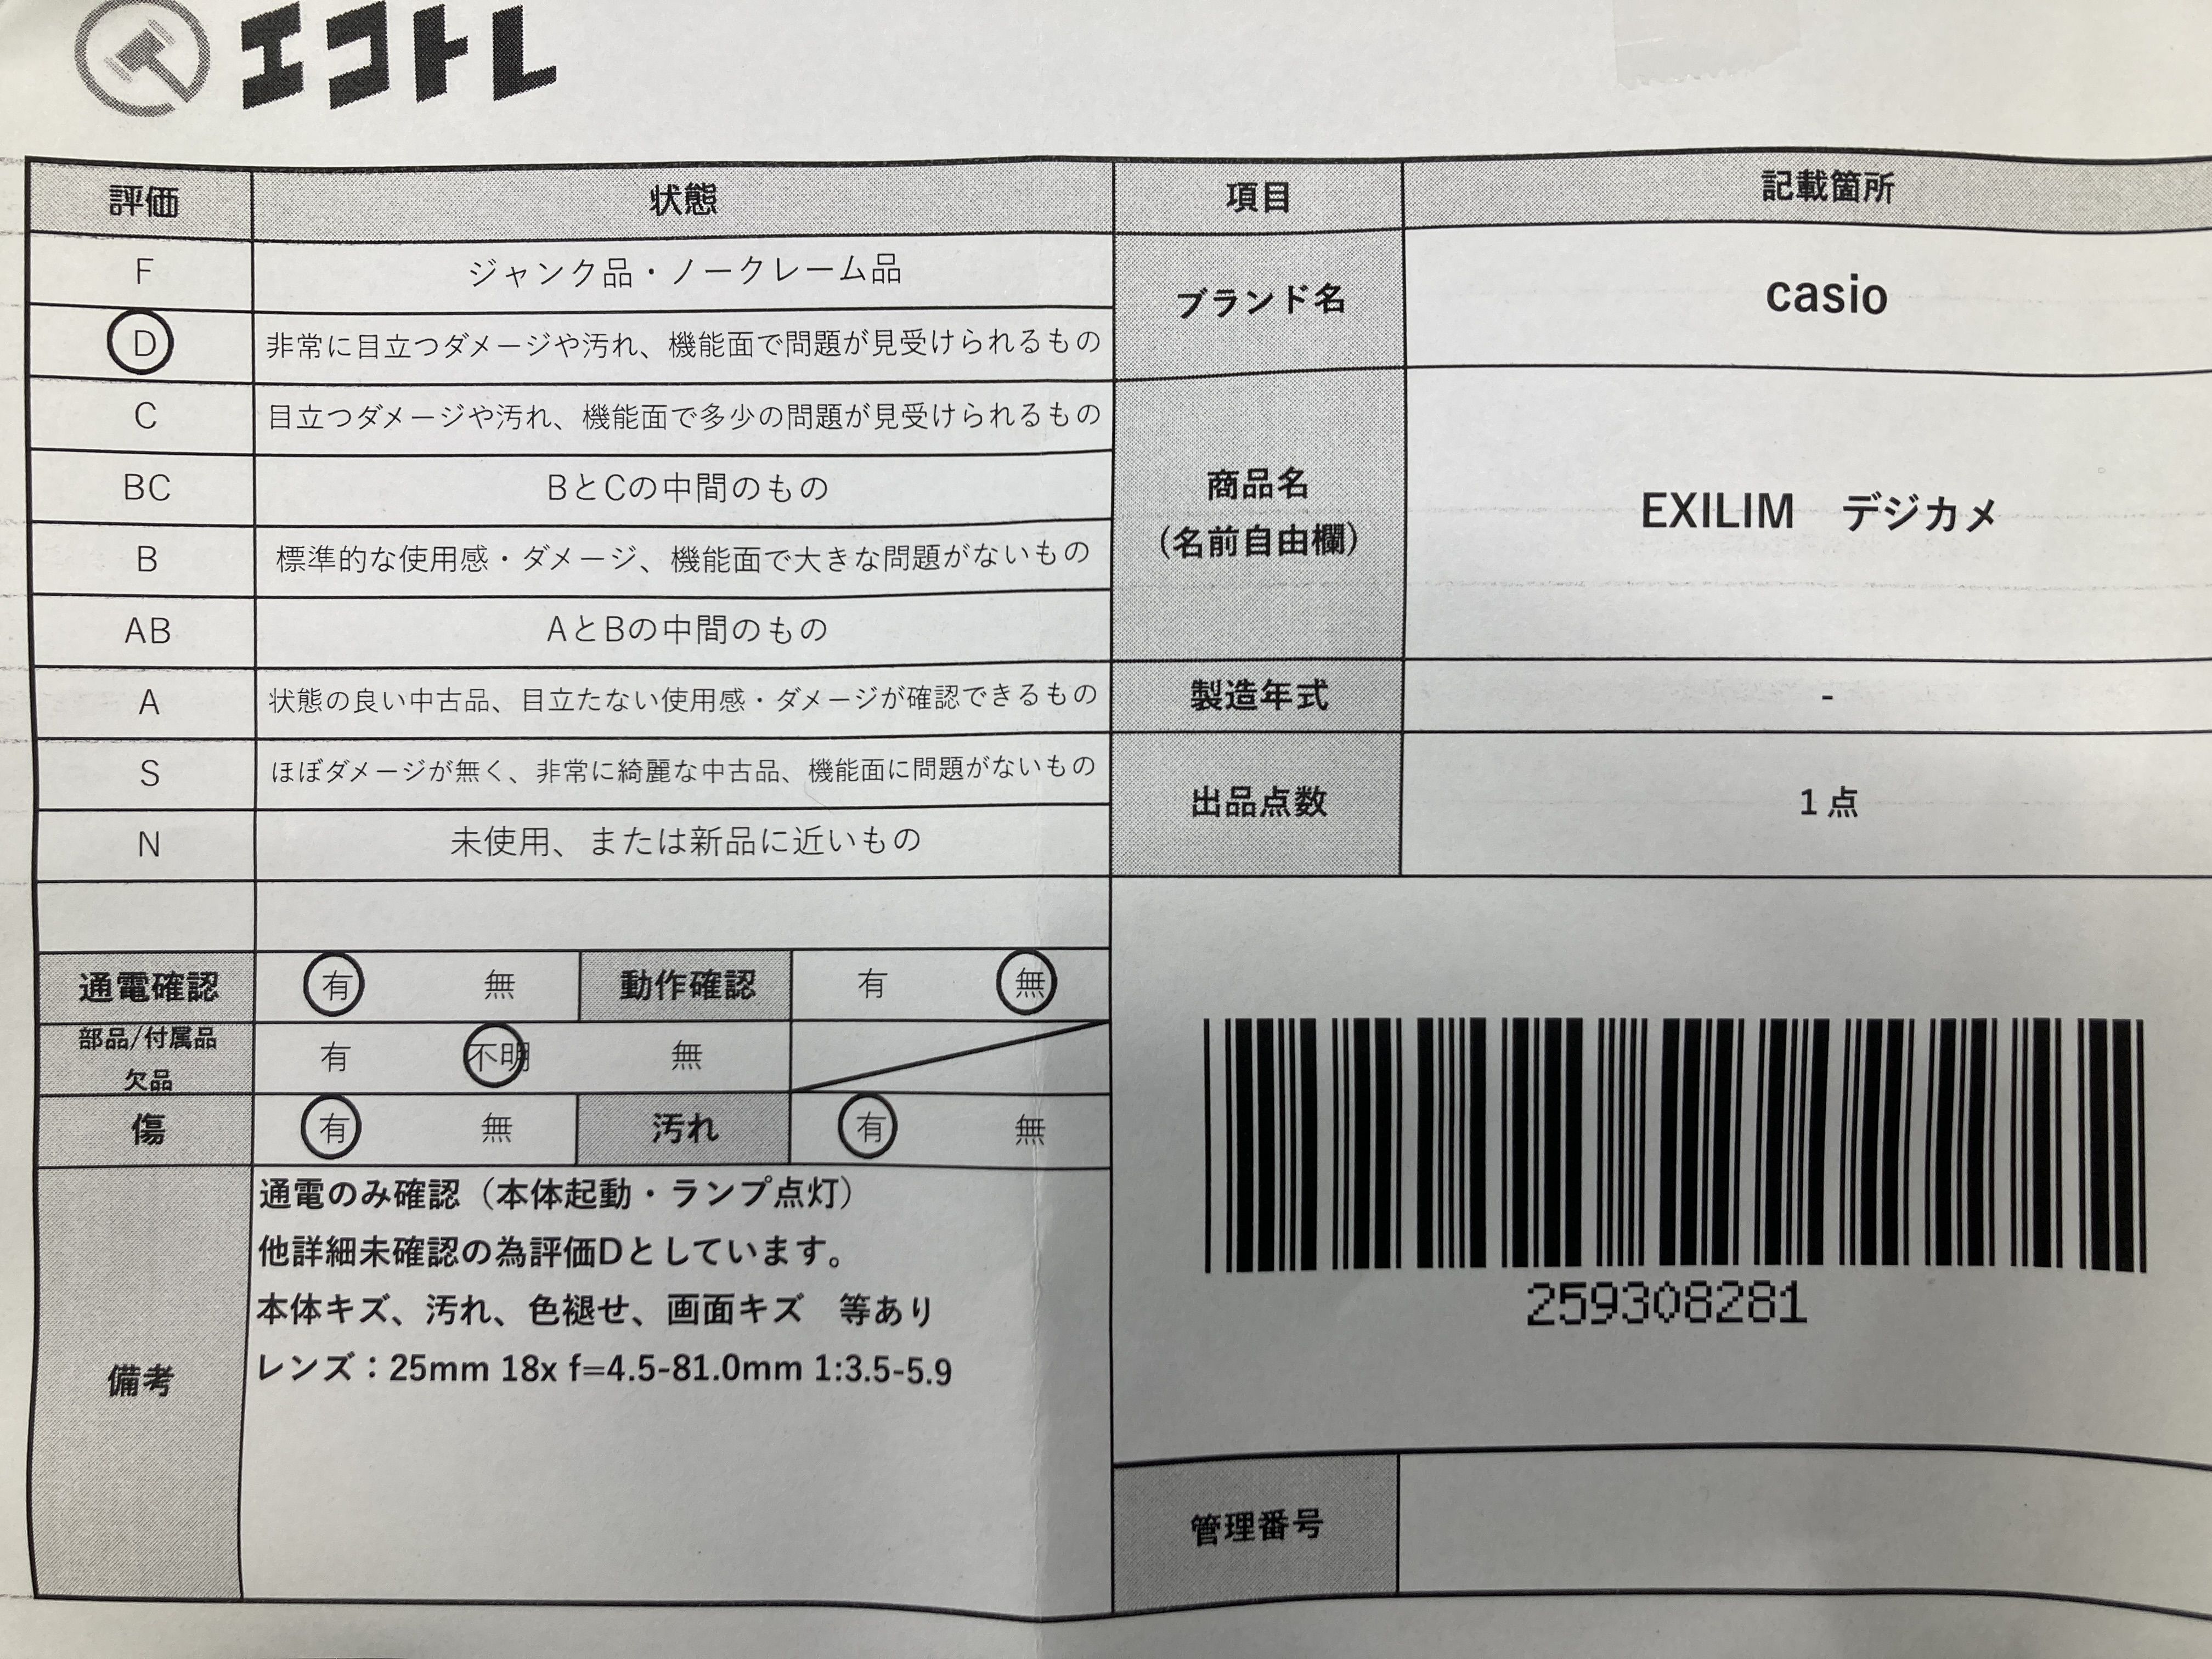 エコトレ
評価 状態 項目 記載箇所
F ジャンク品・ノークレーム品
D 非常に目立つダメージや汚れ、機能面で問題が見受けられるもの
C 目立つダメージや汚れ、機能面で多少の問題が見受けられるもの
BC BとCの中間のもの
B 標準的な使用感・ダメージ、機能面で大きな問題がないもの
AB AとBの中間のもの
A 状態の良い中古品、目立たない使用感・ダメージが確認できるもの
S ほぼダメージが無く、非常に綺麗な中古品、機能面に問題がないもの
N 未使用、または新品に近いもの
ブランド名 casio
商品名
(名前自由欄)
EXILIM デジカメ
製造年式 -
出品点数 1点
通電確認 有 無 動作確認 有 無
部品/付属品
欠品
有 不明 無
傷 有 無 汚れ 有 無
備考
通電のみ確認（本体起動・ランプ点灯）
他詳細未確認の為評価Dとしています。
本体キズ、汚れ、色褪せ、画面キズ 等あり
レンズ：25mm 18x f=4.5-81.0mm 1:3.5-5.9
259308281
管理番号